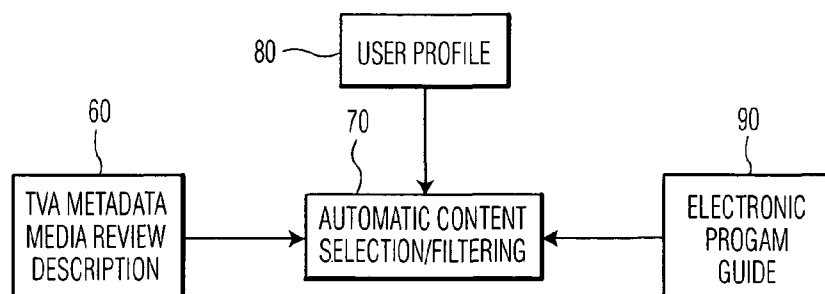 80
USER PROFILE
60
70
90
TVA METADATA
MEDIA REVIEW
DESCRIPTION
AUTOMATIC CONTENT
SELECTION/FILTERING
ELECTRONIC
PROGAM
GUIDE